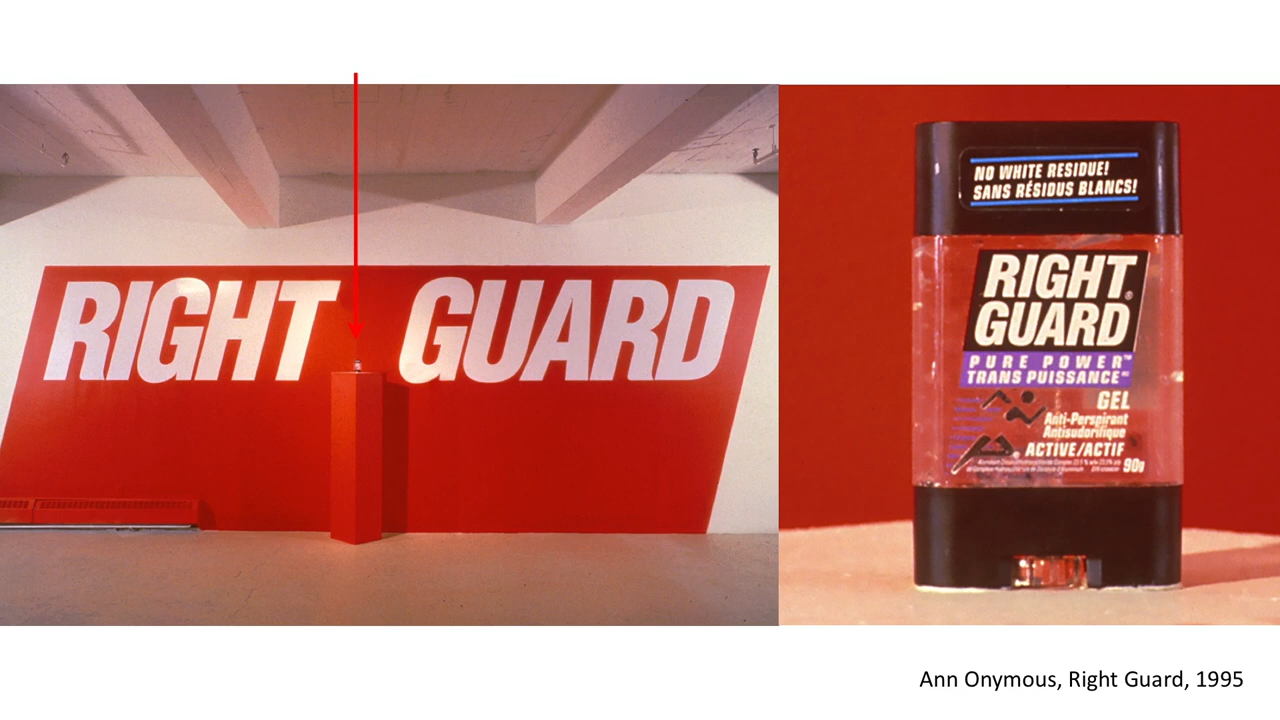 RIGHT GUARD
NO WHITE RESIDUE!
SANS RÉSIDUS BLANCS!
RIGHT
GUARD®
PURE POWER™
TRANS PUISSANCE
GEL
Anti-Perspirant
Antisudorifique
ACTIVE/ACTIF
90g
Ann Onymous, Right Guard, 1995